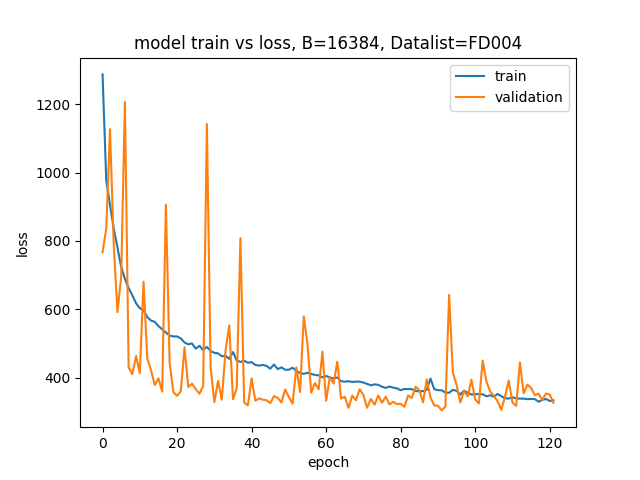 model train vs loss, B=16384, Datalist=FD004
train
validation
loss
1200
1000
800
600
400
0 20 40 60 80 100 120
epoch